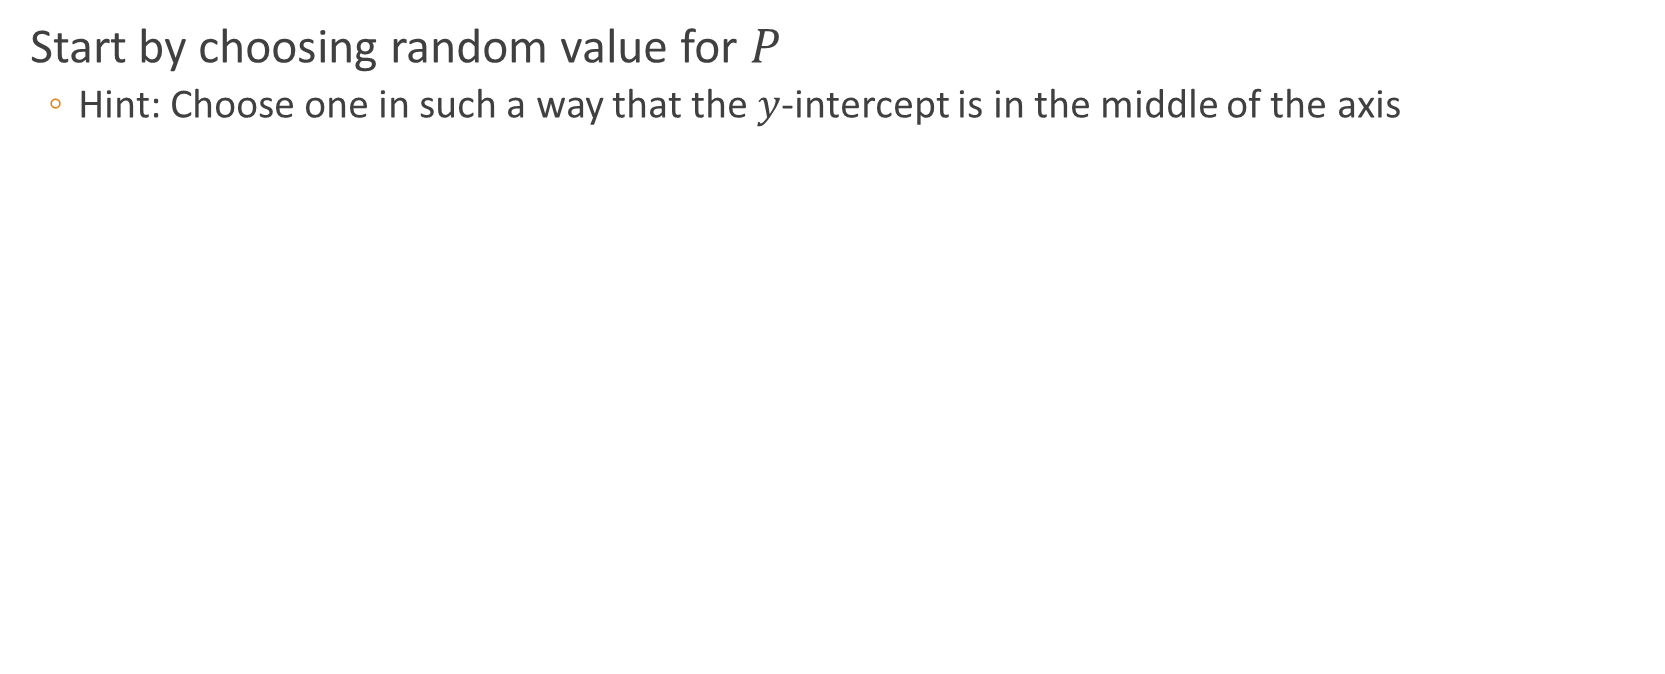 Start by choosing random value for P
◦ Hint: Choose one in such a way that the y-intercept is in the middle of the axis